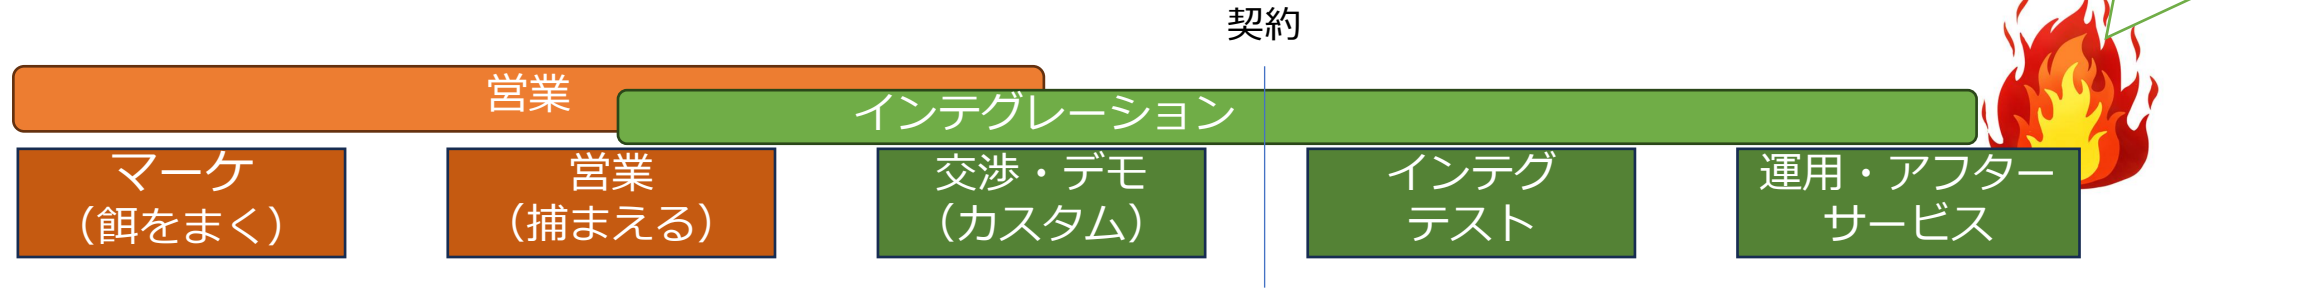 契約
営業
インテグレーション
マーケ
（餌をまく）
営業
（捕まえる）
交渉・デモ
（カスタム）
インテグ
テスト
運用・アフター
サービス